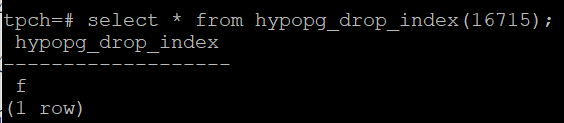 tpch=# select * from hypopg_drop_index(16715);
 hypopg_drop_index
-------------------
 f
(1 row)